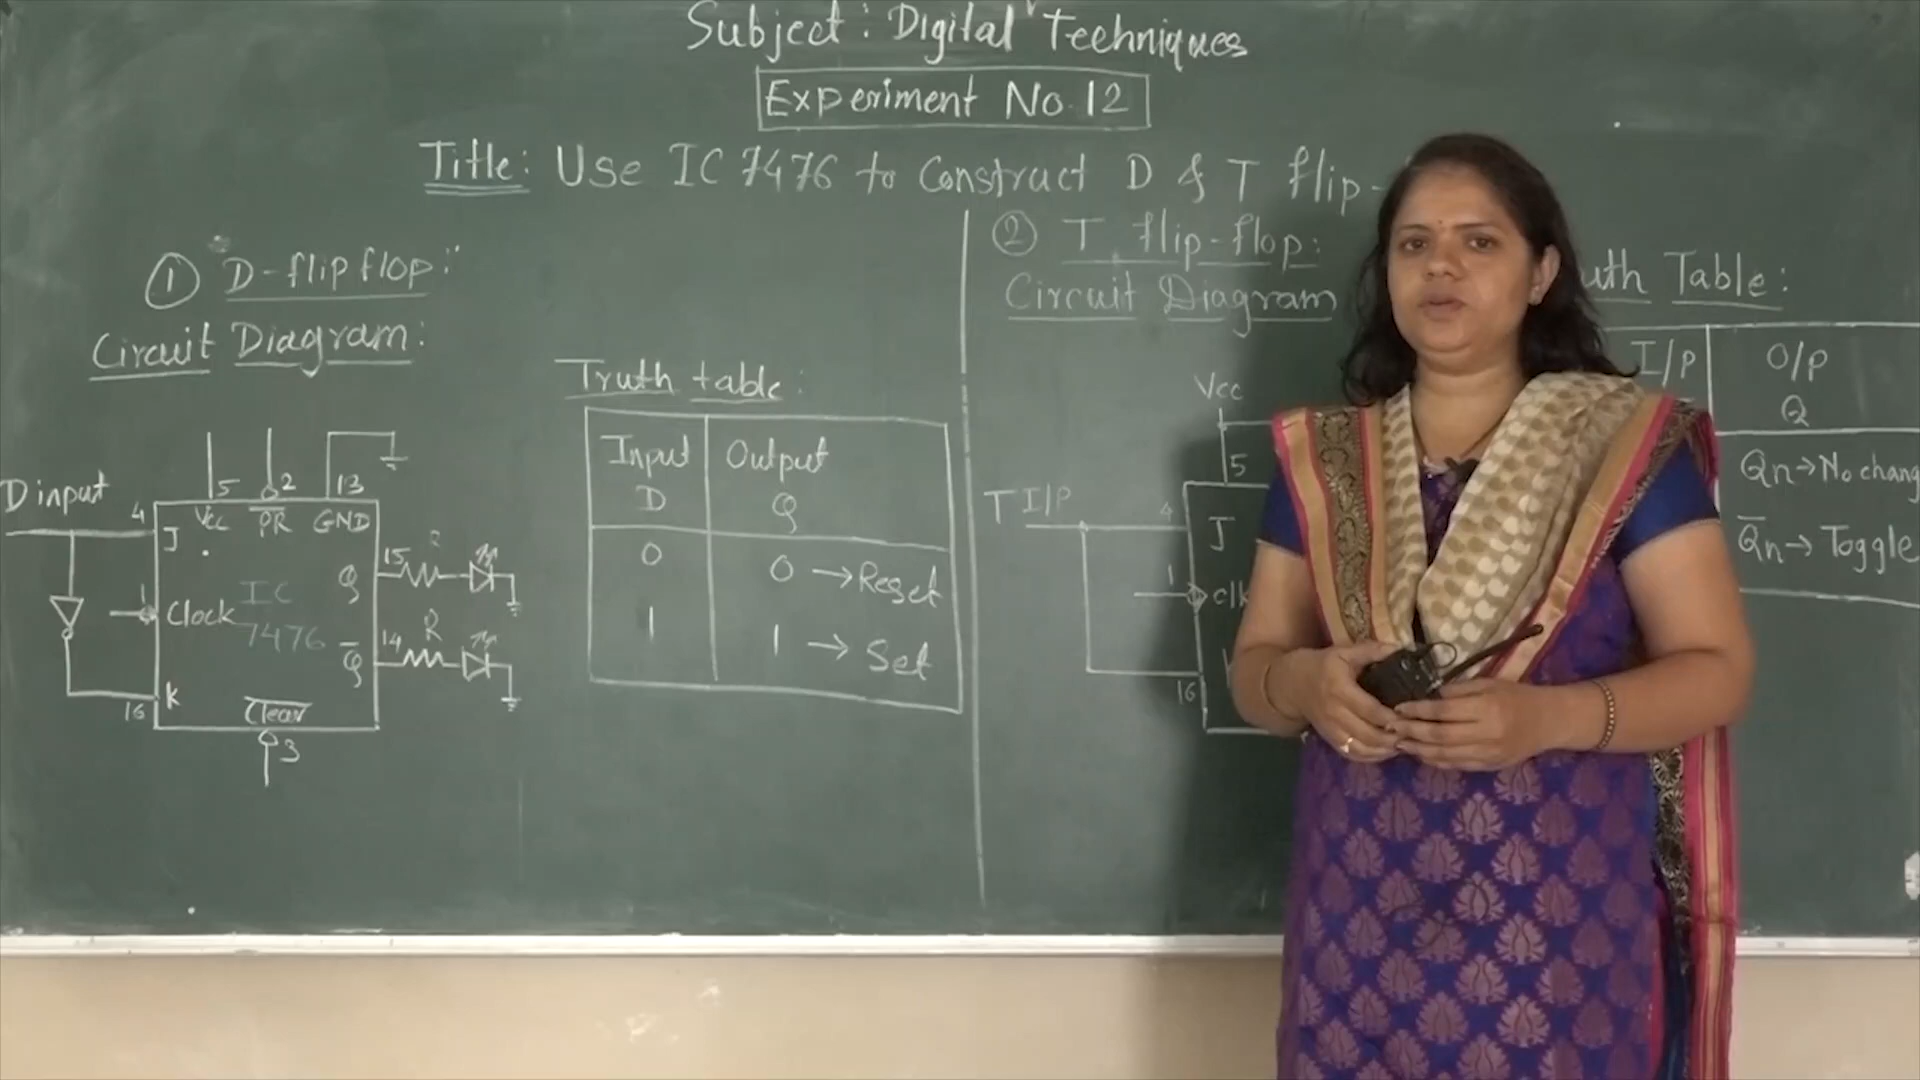 Subject: Digital Techniques
Experiment No. 12
Title: Use IC 7476 to Construct D & T flip-
① D-flip flop:
Circuit Diagram:
D input
4
5
2
13
Vcc
PR
GND
J
1
Clock
IC
7476
15
Q
R
14
Q̅
R
16
K
Clear
3
Truth table:
Input
D
Output
Q
0
0 → Reset
1
1 → Set
② T flip-flop:
Circuit Diagram
Vcc
5
T I/P
4
J
1
clk
16
uth Table:
I/P
O/P
Q
Qn → No chang
Q̅n → Toggle